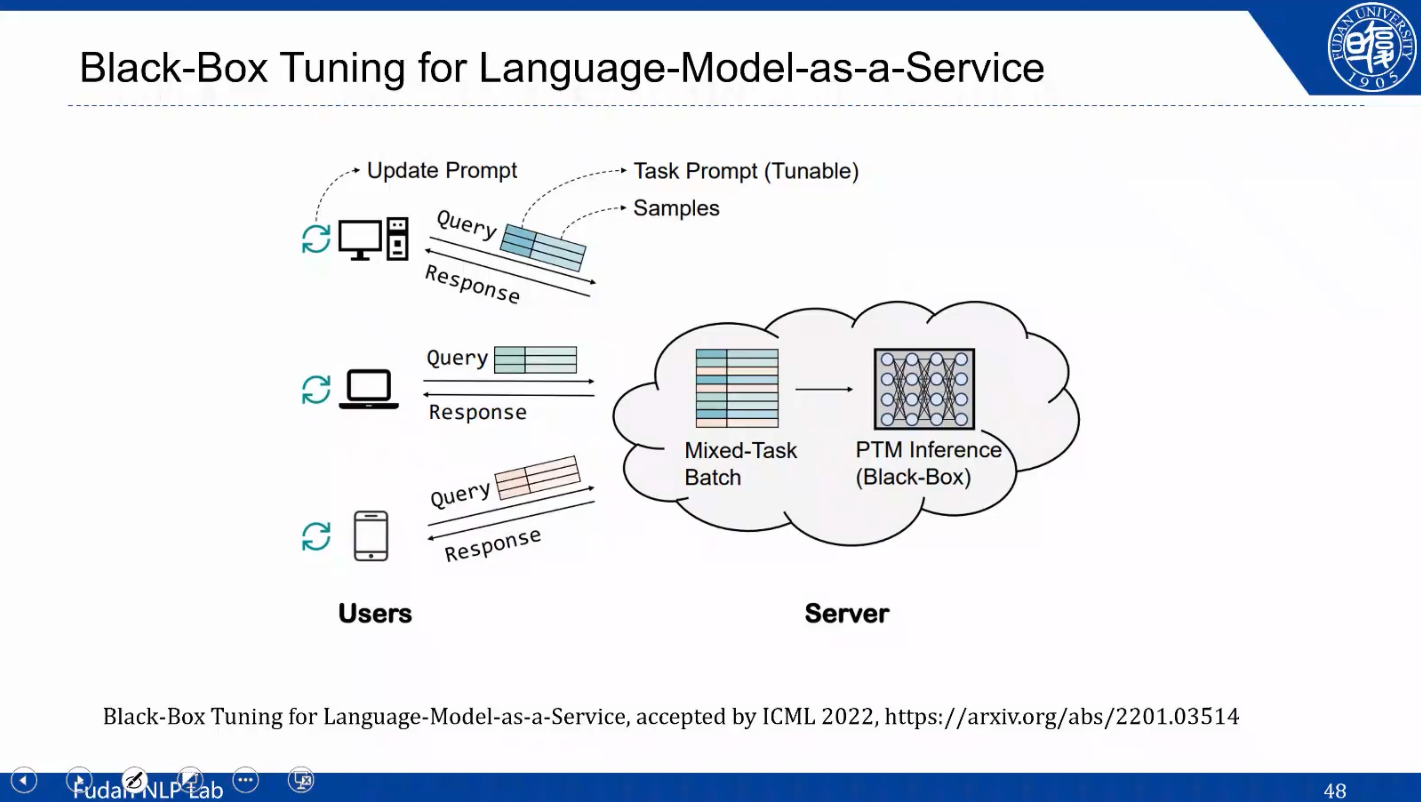 Black-Box Tuning for Language-Model-as-a-Service
FUDAN UNIVERSITY
1905
Update Prompt
Task Prompt (Tunable)
Samples
Query
Response
Query
Response
Query
Response
Mixed-Task
Batch
PTM Inference
(Black-Box)
Users
Server
Black-Box Tuning for Language-Model-as-a-Service, accepted by ICML 2022, https://arxiv.org/abs/2201.03514
Fudan NLP Lab
48